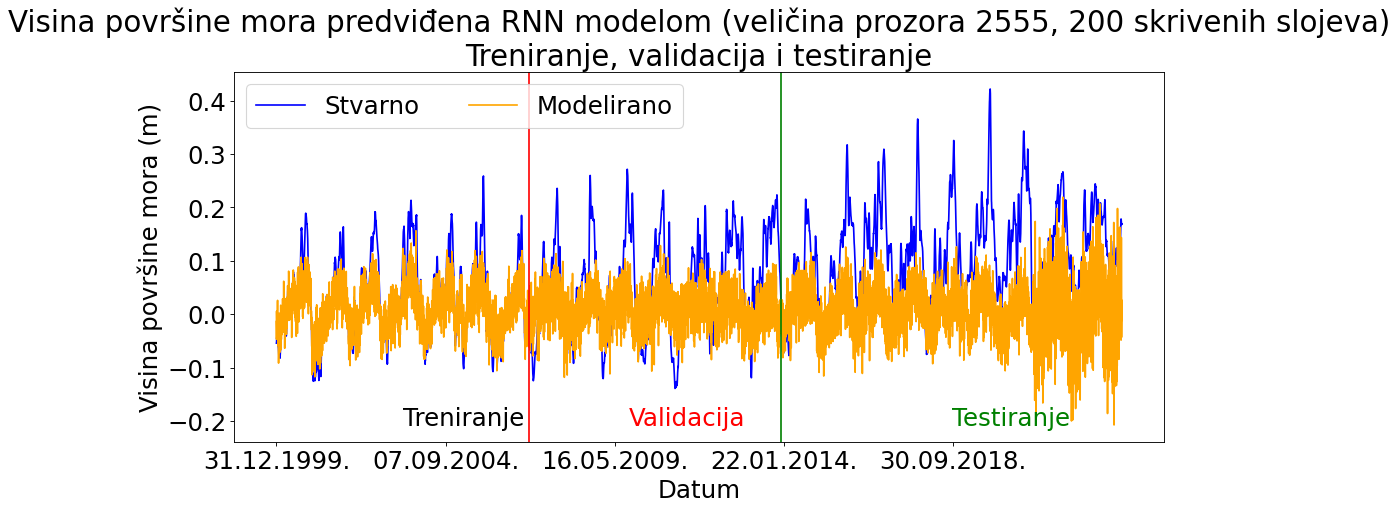 Visina površine mora predviđena RNN modelom (veličina prozora 2555, 200 skrivenih slojeva)
Treniranje, validacija i testiranje
Stvarno
Modelirano
Visina površine mora (m)
0.4
0.3
0.2
0.1
0.0
−0.1
−0.2
Treniranje
Validacija
Testiranje
31.12.1999.
07.09.2004.
16.05.2009.
22.01.2014.
30.09.2018.
Datum